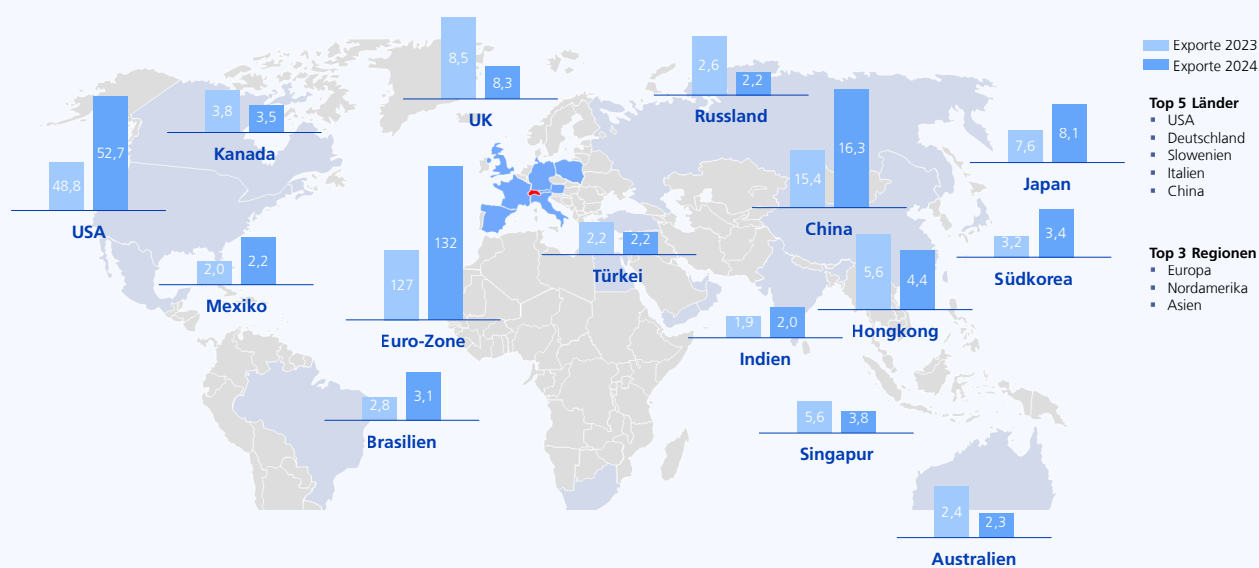 Exporte 2023
Exporte 2024
Top 5 Länder
▪ USA
▪ Deutschland
▪ Slowenien
▪ Italien
▪ China
Top 3 Regionen
▪ Europa
▪ Nordamerika
▪ Asien
48,8 52,7
USA
3,8 3,5
Kanada
2,0 2,2
Mexiko
8,5 8,3
UK
127 132
Euro-Zone
2,8 3,1
Brasilien
2,6 2,2
Russland
2,2 2,2
Türkei
15,4 16,3
China
5,6 4,4
Hongkong
1,9 2,0
Indien
5,6 3,8
Singapur
7,6 8,1
Japan
3,2 3,4
Südkorea
2,4 2,3
Australien